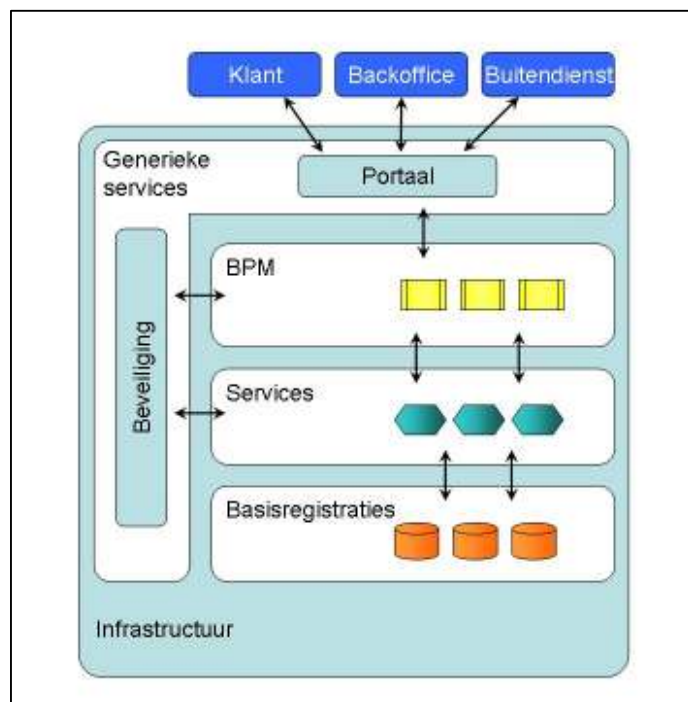 Klant
Backoffice
Buitendienst
Generieke
services
Portaal
BPM
Beveiliging
Services
Basisregistraties
Infrastructuur